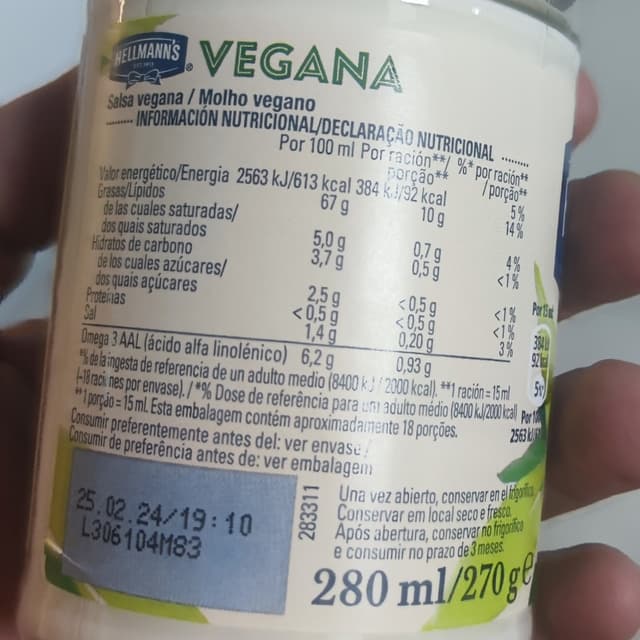 HELLMANN'S
VEGANA
Salsa vegana / Molho vegano
INFORMACIÓN NUTRICIONAL/DECLARAÇÃO NUTRICIONAL
Por 100 ml Por ración**/ %* por ración**
porção** /porção**
Valor energético/Energia 2563 kJ/613 kcal 384 kJ/92 kcal 5%
Grasas/Lípidos 67 g 10 g 14%
de las cuales saturadas/
dos quais saturados 5,0 g 0,7 g 4%
Hidratos de carbono 3,7 g 0,5 g <1%
de los cuales azúcares/
dos quais açúcares 2,5 g <0,5 g <1%
Proteínas <0,5 g <0,5 g <1%
Sal 1,4 g 0,20 g 3%
Omega 3 AAL (ácido alfa linolénico) 6,2 g 0,93 g
*% de la ingesta de referencia de un adulto medio (8400 kJ / 2000 kcal). **1 ración = 15 ml
(~18 raciones por envase). / *% Dose de referência para um adulto médio (8400 kJ/2000 kcal)
** 1 porção = 15 ml. Esta embalagem contém aproximadamente 18 porções.
Consumir preferentemente antes del: ver envase /
Consumir de preferência antes de: ver embalagem
25.02.24/19:10
L306104M83
283311
Una vez abierto, conservar en el frigorífico.
Conservar em local seco e fresco.
Após abertura, conservar no frigorífico
e consumir no prazo de 3 meses.
280 ml/270 g e
Por 15 ml
384 kJ
92
5%
2563 kJ/